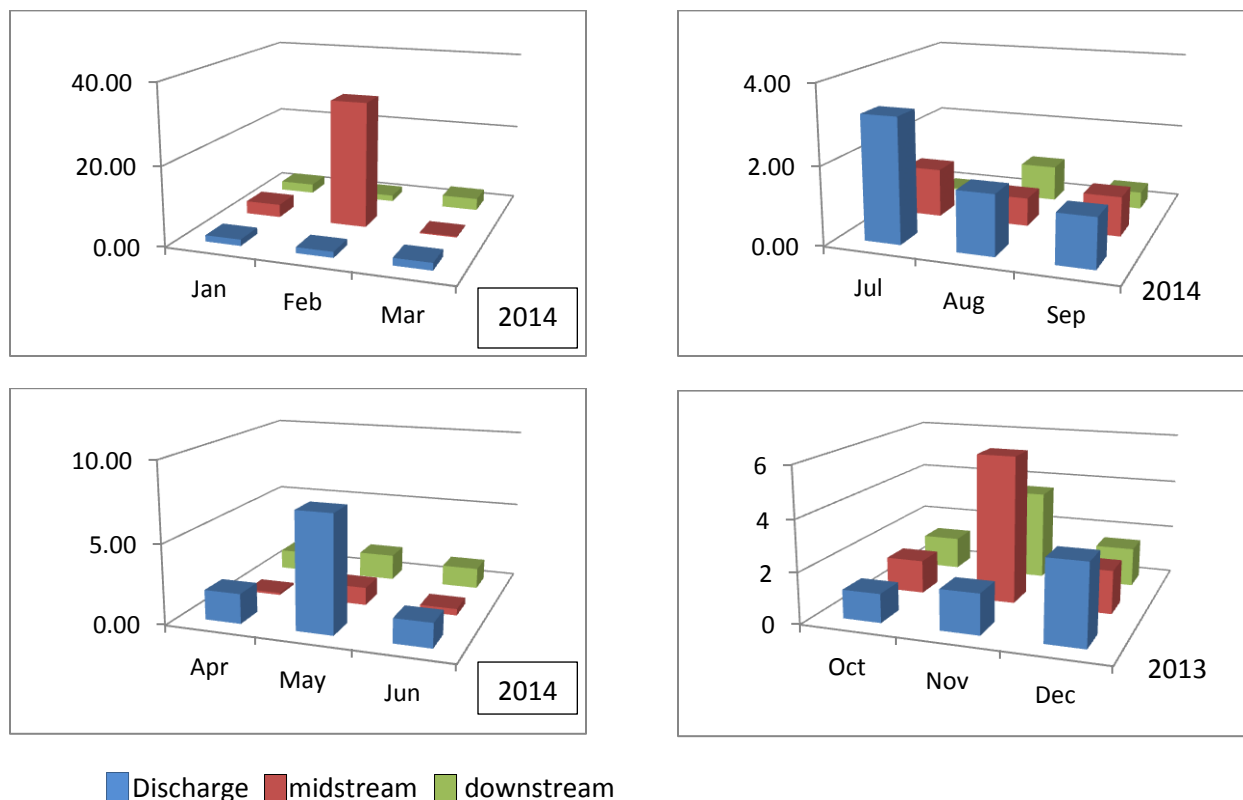 40.00
20.00
0.00
Jan
Feb
Mar
2014
4.00
2.00
0.00
Jul
Aug
Sep
2014
10.00
5.00
0.00
Apr
May
Jun
2014
6
4
2
0
Oct
Nov
Dec
2013
Discharge midstream downstream